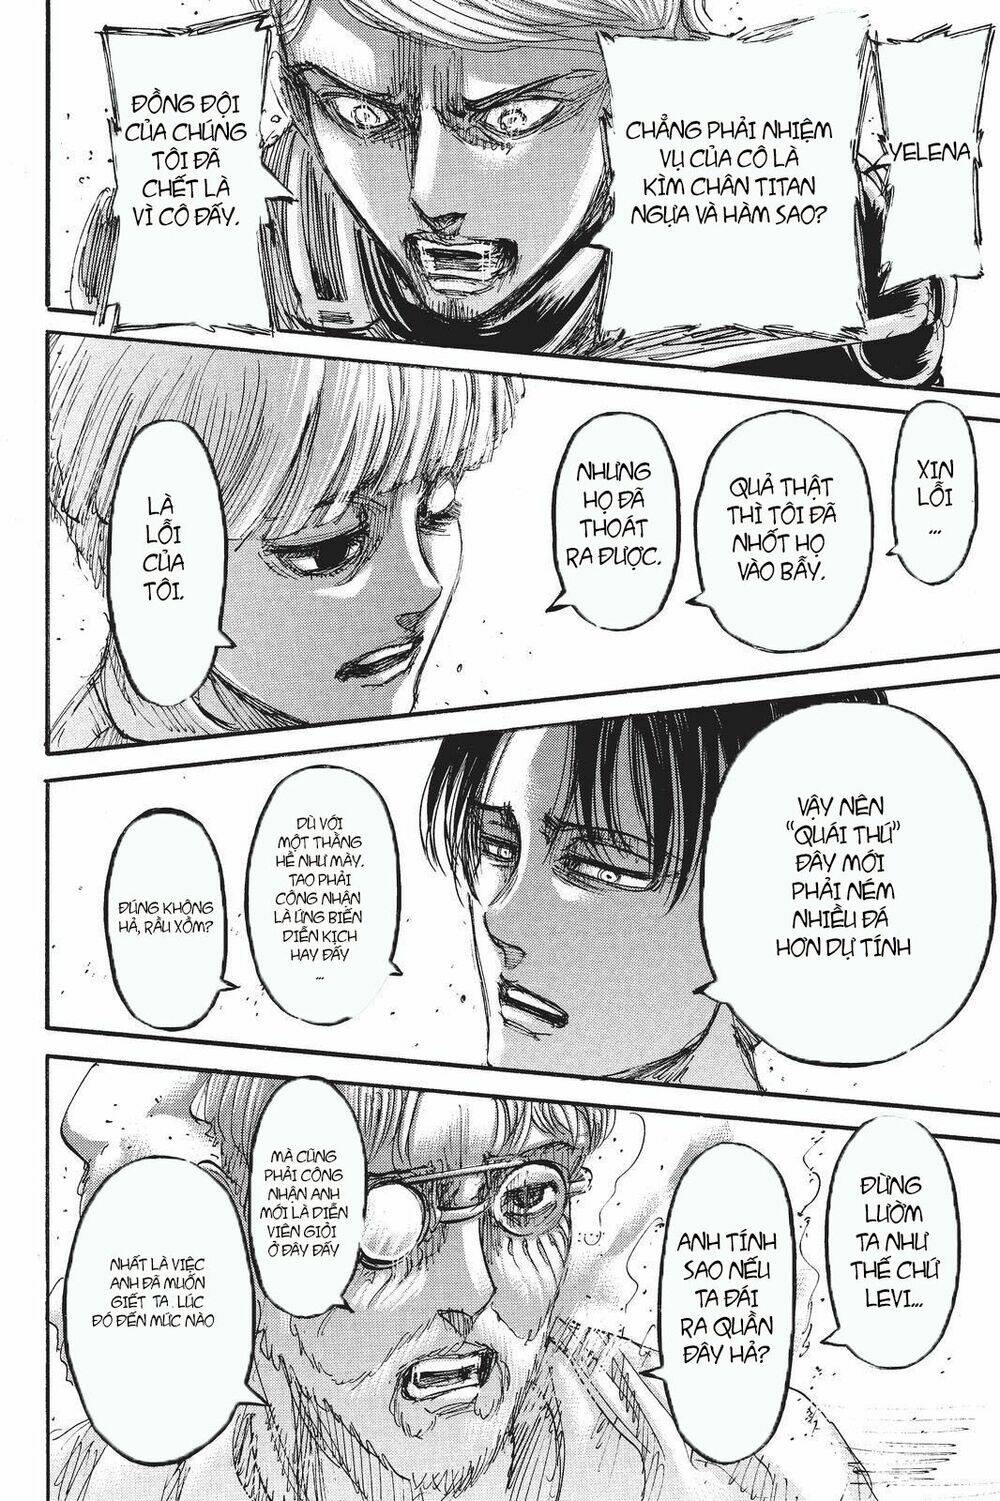 YELENA
CHẲNG PHẢI NHIỆM
VỤ CỦA CÔ LÀ
KÌM CHÂN TITAN
NGỰA VÀ HÀM SAO?
ĐỒNG ĐỘI
CỦA CHÚNG
TÔI ĐÃ
CHẾT LÀ
VÌ CÔ ĐẤY.
XIN
LỖI
...
QUẢ THẬT
THÌ TÔI ĐÃ
NHỐT HỌ
VÀO BẪY.
NHƯNG
HỌ ĐÃ
THOÁT
RA ĐƯỢC.
LÀ
LỖI
CỦA
TÔI.
VẬY NÊN
"QUÁI THÚ"
ĐÂY MỚI
PHẢI NÉM
NHIỀU ĐÁ
HƠN DỰ TÍNH
DÙ VỚI
MỘT THẰNG
HỀ NHƯ MÀY.
TAO PHẢI
CÔNG NHẬN
LÀ ỨNG BIẾN
DIỄN KỊCH
HAY ĐẤY
...
ĐÚNG KHÔNG
HẢ, RÂU XỒM?
ĐỪNG
LƯỜM
TA NHƯ
THẾ CHỨ
LEVI...
ANH TÍNH
SAO NẾU
TA ĐÁI
RA QUẦN
ĐÂY HẢ?
MÀ CŨNG
PHẢI CÔNG
NHẬN ANH
MỚI LÀ DIỄN
VIÊN GIỎI
Ở ĐÂY ĐẤY
NHẤT LÀ VIỆC
ANH ĐÃ MUỐN
GIẾT TA. LÚC
ĐÓ ĐẾN MỨC NÀO